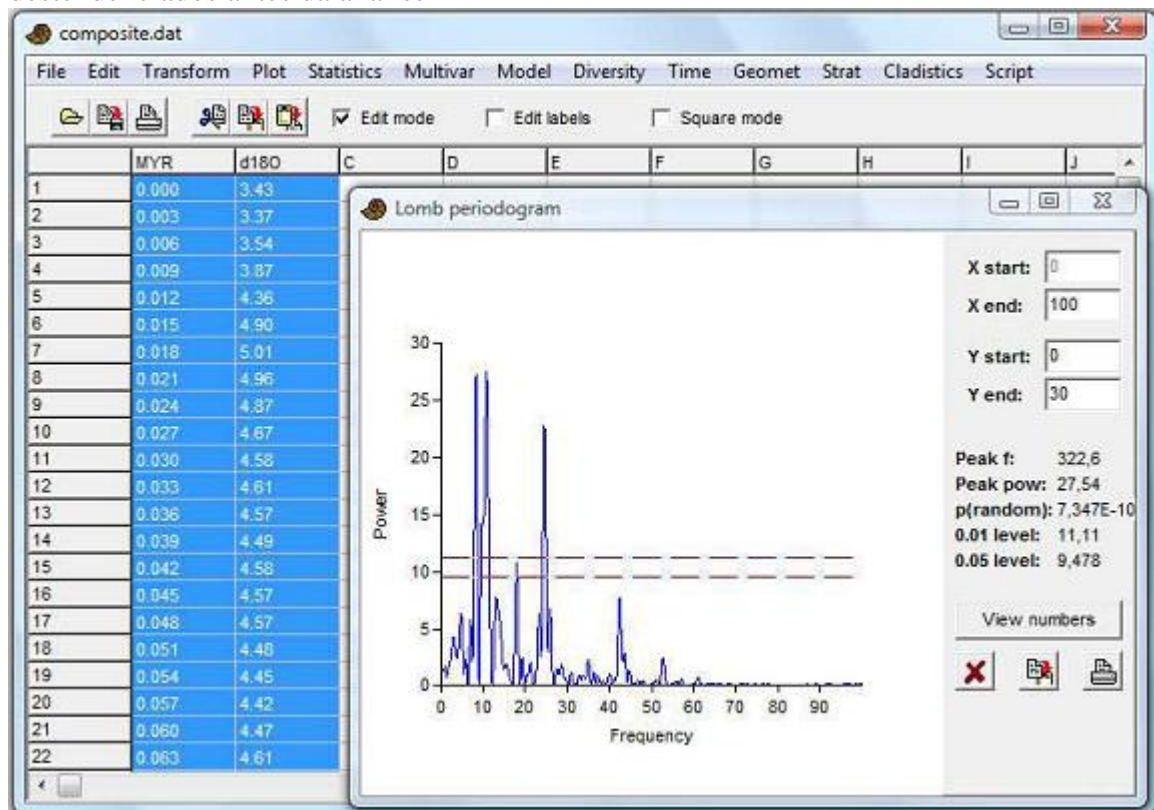 composite.dat
File Edit Transform Plot Statistics Multivar Model Diversity Time Geomet Strat Cladistics Script
Edit mode Edit labels Square mode
MYR d18O C D E F G H I J
1 0.000 3.43
2 0.003 3.37
3 0.006 3.54
4 0.009 3.87
5 0.012 4.36
6 0.015 4.90
7 0.018 5.01
8 0.021 4.96
9 0.024 4.87
10 0.027 4.67
11 0.030 4.58
12 0.033 4.61
13 0.036 4.57
14 0.039 4.49
15 0.042 4.58
16 0.045 4.57
17 0.048 4.57
18 0.051 4.48
19 0.054 4.45
20 0.057 4.42
21 0.060 4.47
22 0.063 4.61
Lomb periodogram
30
25
20
15
10
5
0
Power
0 10 20 30 40 50 60 70 80 90
Frequency
X start: 0
X end: 100
Y start: 0
Y end: 30
Peak f: 322,6
Peak pow: 27,54
p(random): 7,347E-10
0.01 level: 11,11
0.05 level: 9,478
View numbers